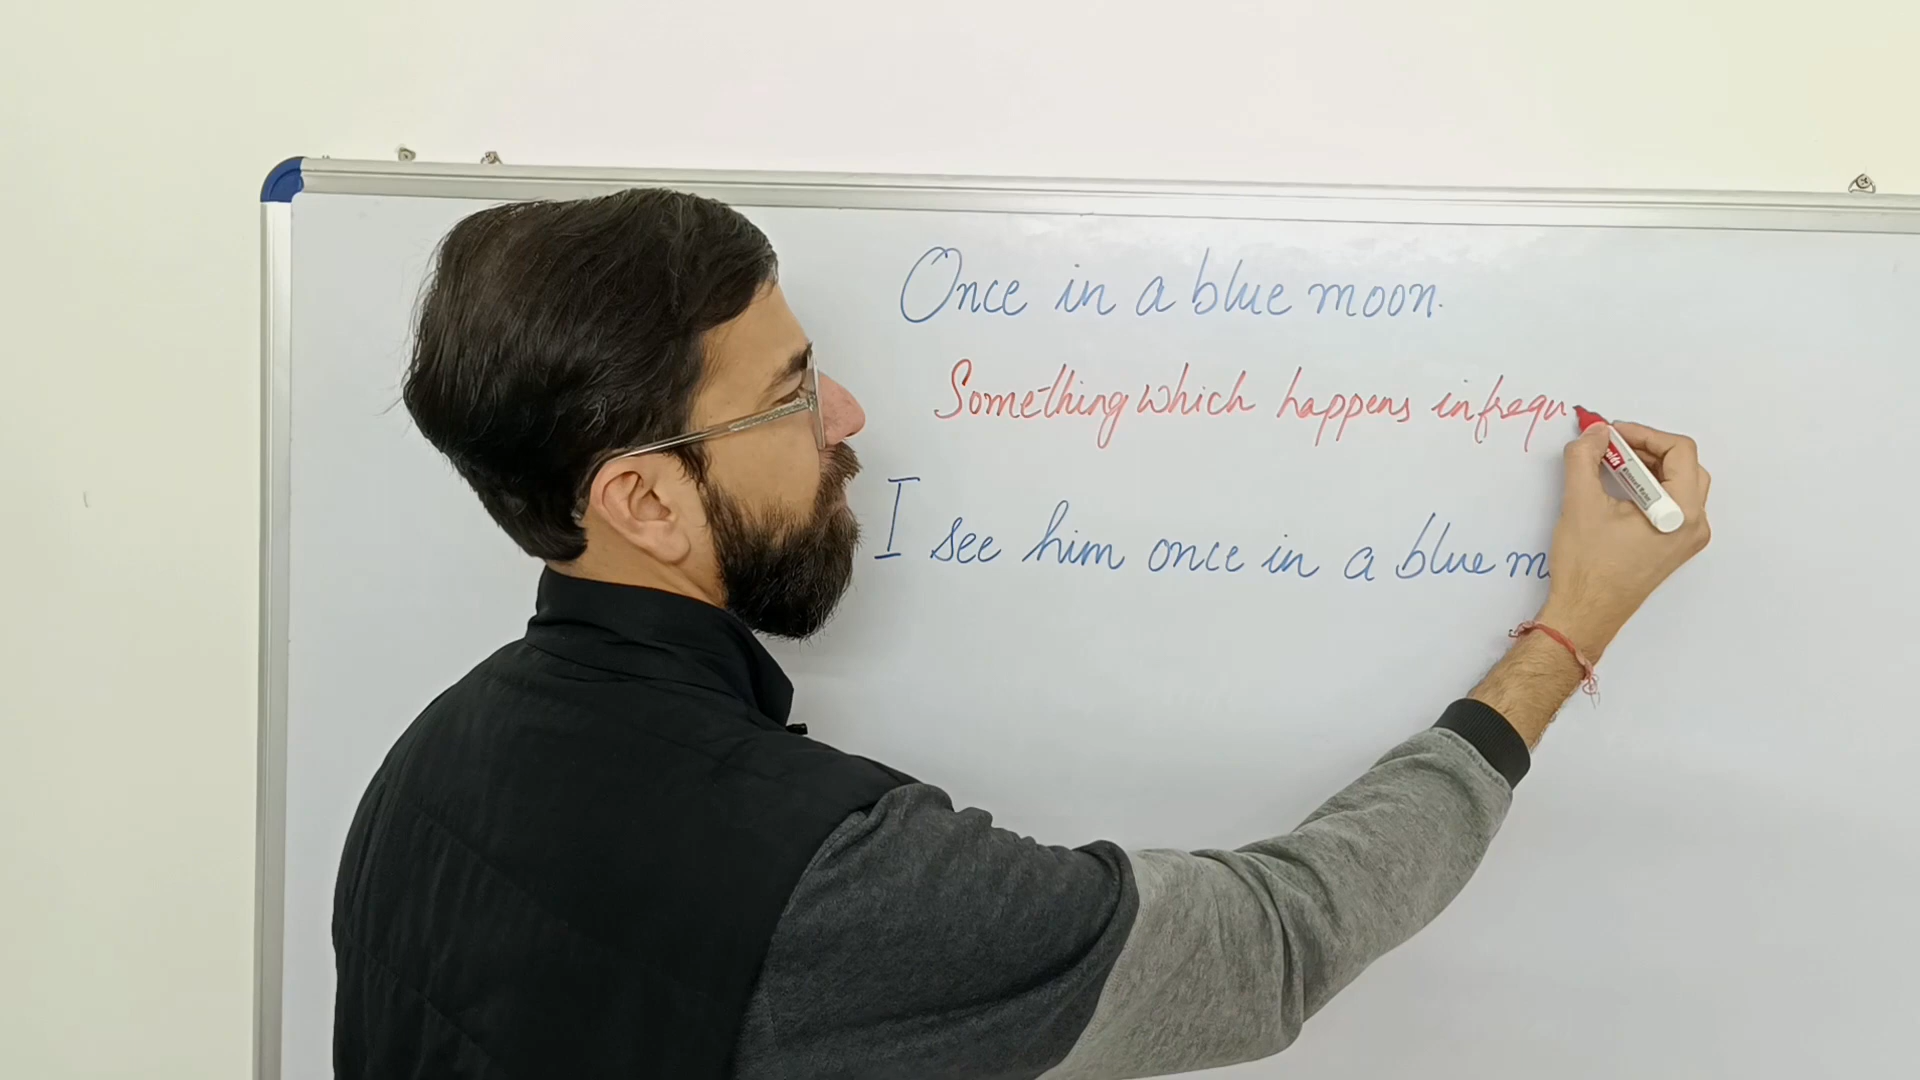 Once in a blue moon.
Something which happens infrequ
I see him once in a blue m